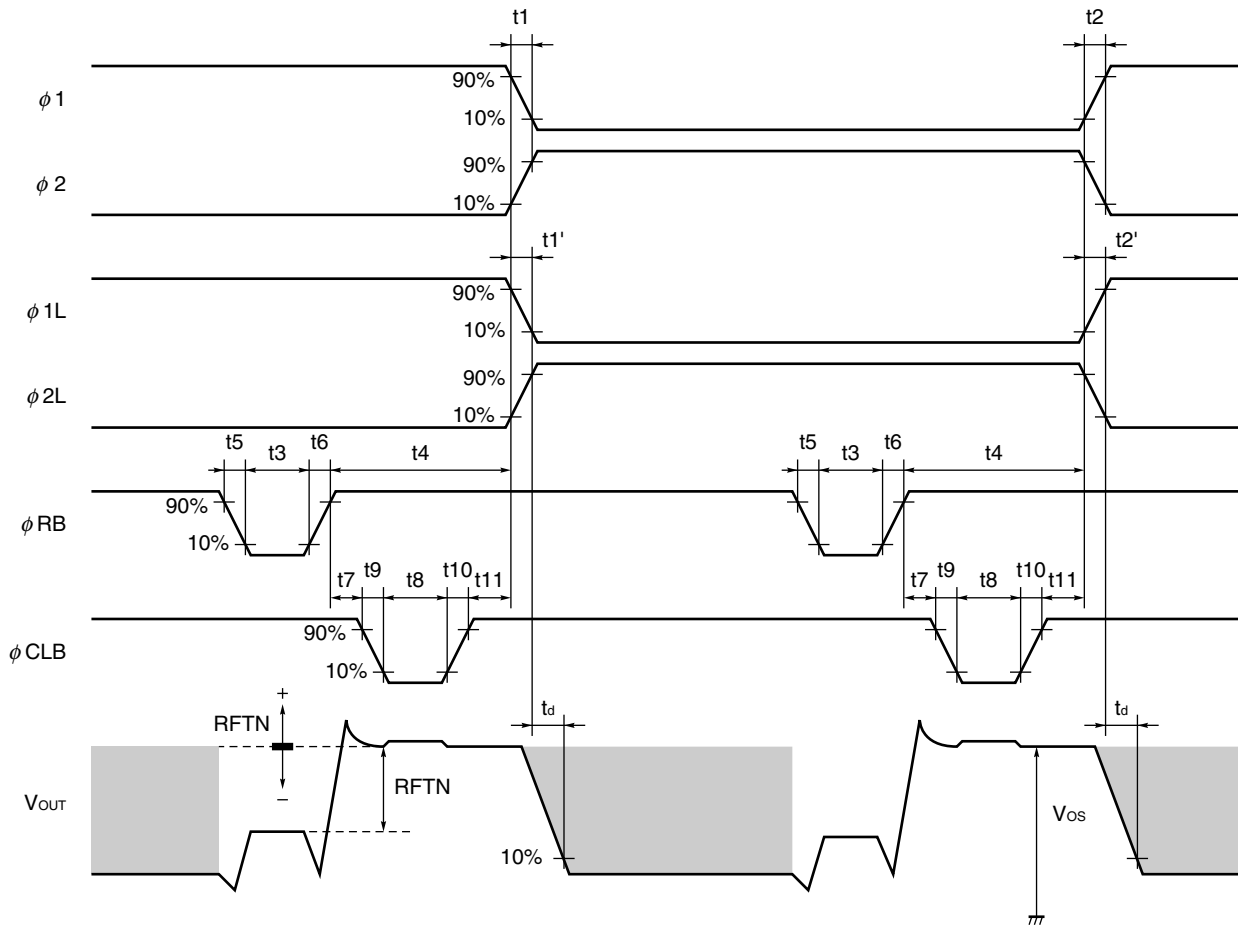 t1 t2
φ1 90% 10%
φ2 90% 10%
t1' t2'
φ1L 90% 10%
φ2L 90% 10%
t5 t3 t6 t4 t5 t3 t6 t4
φRB 90% 10%
t7 t9 t8 t10 t11 t7 t9 t8 t10 t11
φCLB 90% 10%
+
RFTN
−
td td
RFTN
VOUT
VOS
10%